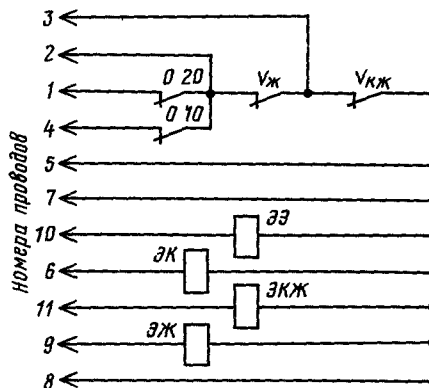 Номера проводов
3
2
1 0 20 Vж Vкж
4 0 10
5
7
10 ЭЗ
6 ЭК
11 ЭКЖ
9 ЭЖ
8